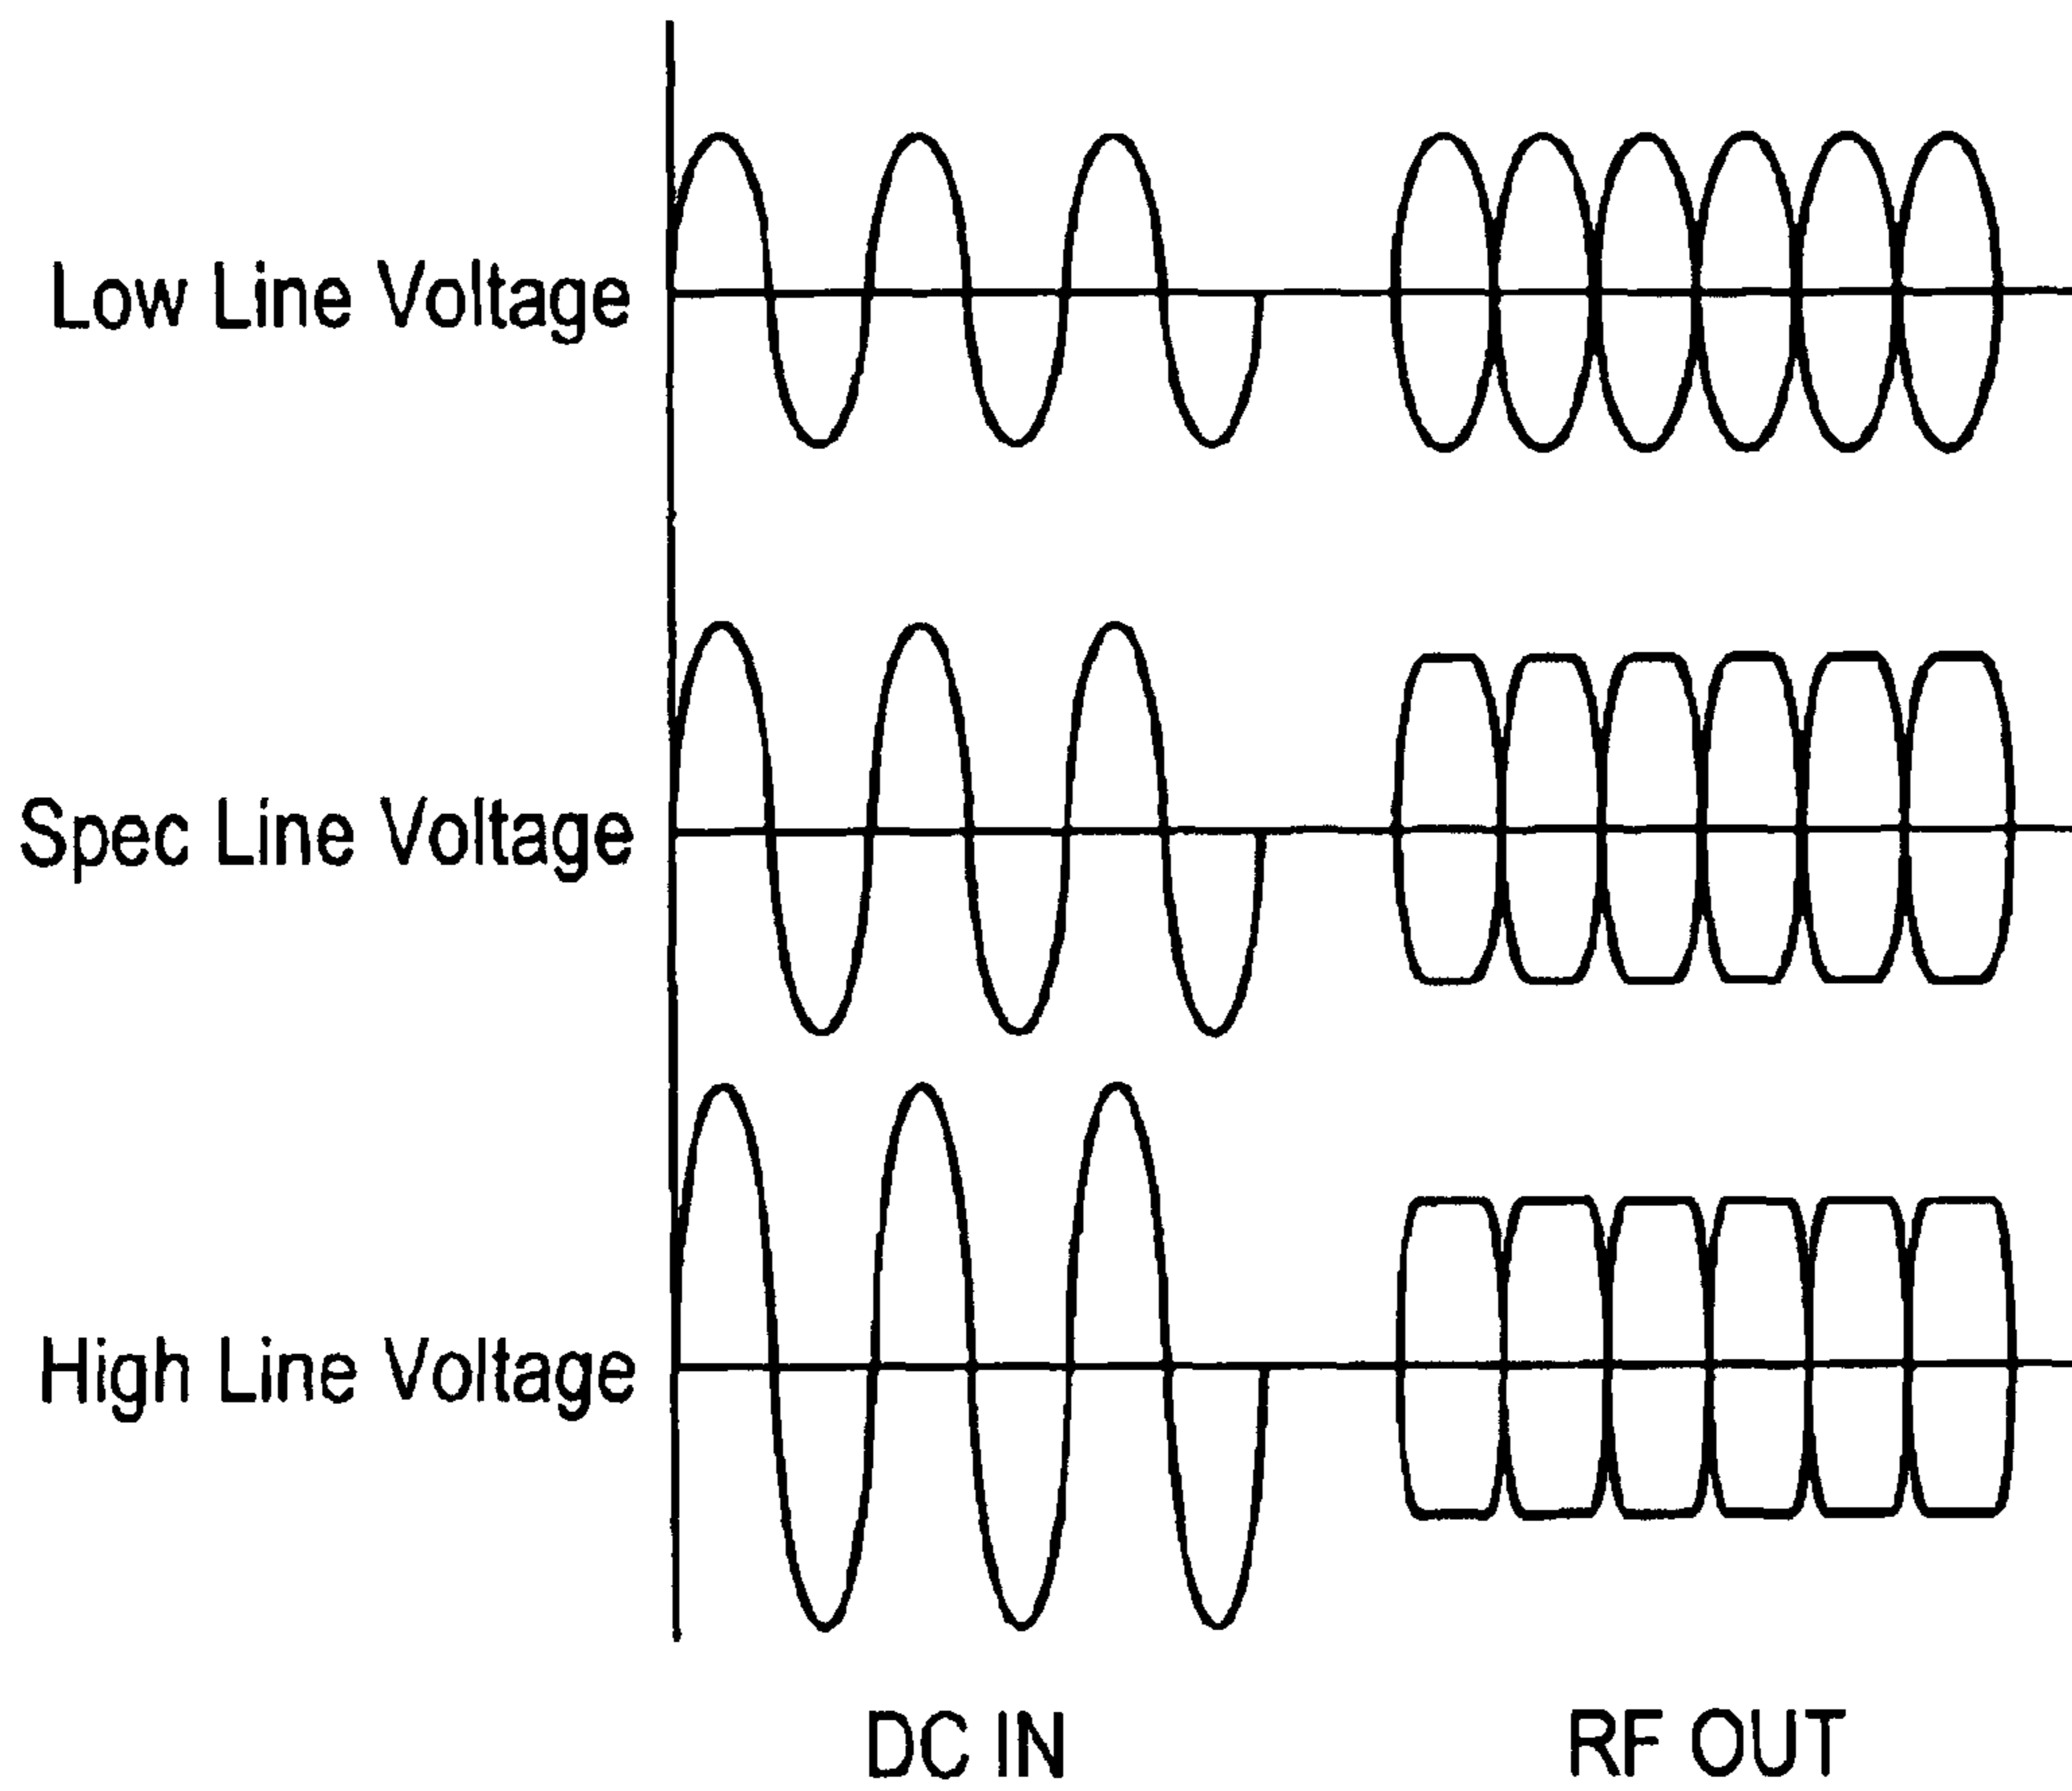 Low Line Voltage
Spec Line Voltage
High Line Voltage
DC IN
RF OUT